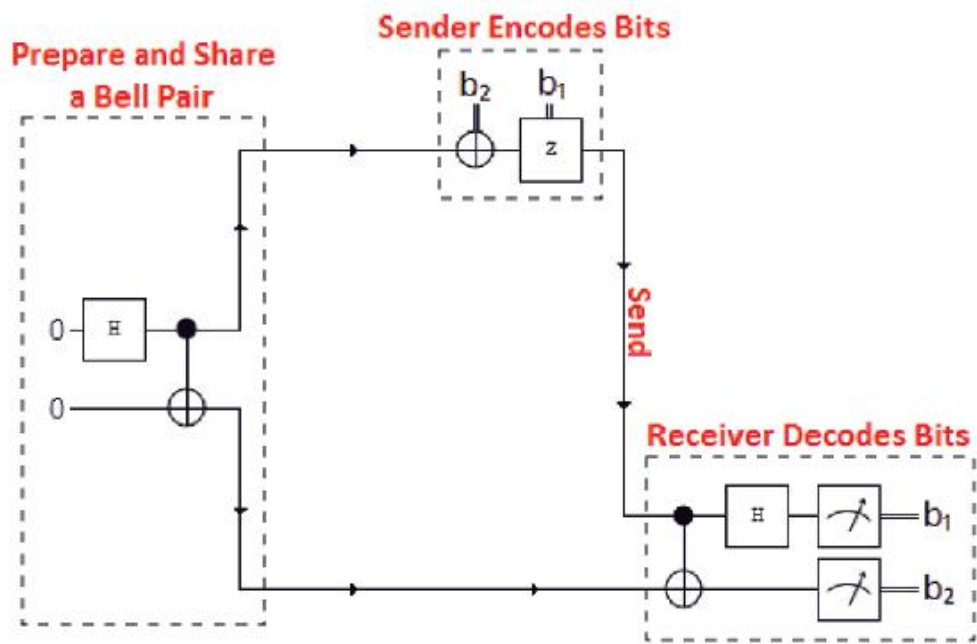 Sender Encodes Bits
Prepare and Share
a Bell Pair
b₂ b₁
Z
0 H
0
Send
Receiver Decodes Bits
H b₁
b₂